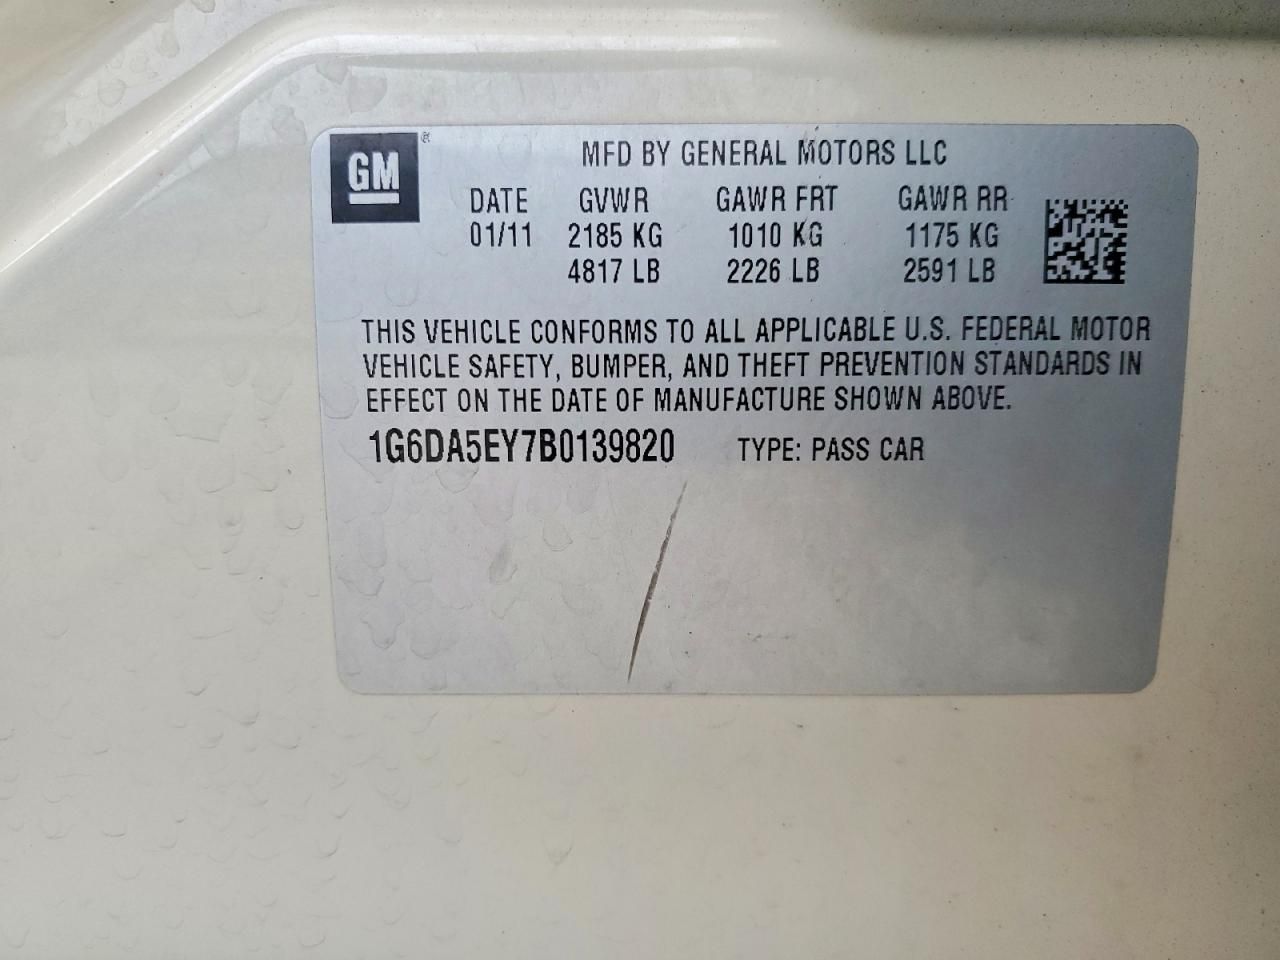 GM®
MFD BY GENERAL MOTORS LLC
DATE GVWR GAWR FRT GAWR RR
01/11 2185 KG 1010 KG 1175 KG
4817 LB 2226 LB 2591 LB
THIS VEHICLE CONFORMS TO ALL APPLICABLE U.S. FEDERAL MOTOR
VEHICLE SAFETY, BUMPER, AND THEFT PREVENTION STANDARDS IN
EFFECT ON THE DATE OF MANUFACTURE SHOWN ABOVE.
1G6DA5EY7B0139820 TYPE: PASS CAR